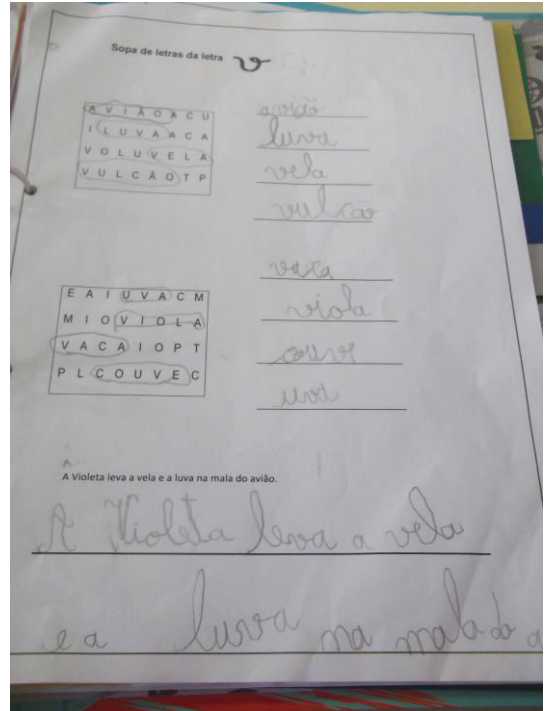 Sopa de letras da letra v
A V I Ã O A C U
I L U V A A C A
V O L U V E L A
V U L C Ã O T P
avião
luva
vela
vulcão
E A I U V A C M
M I O V I O L A
V A C A I O P T
P L C O U V E C
vaca
viola
couve
uva
A Violeta leva a vela e a luva na mala do avião.
A Violeta leva a vela
e a luva na mala do a